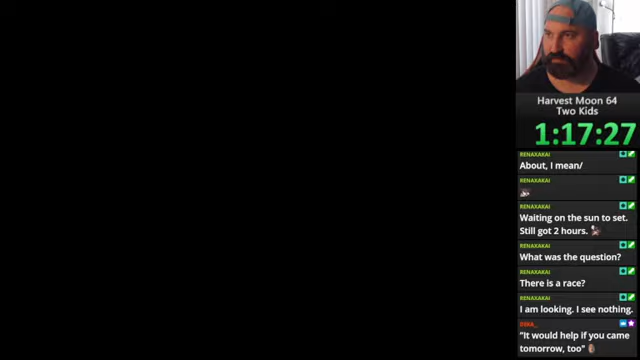 Harvest Moon 64
Two Kids
1:17:27
RENAXAKAI
About, I mean/
RENAXAKAI
RENAXAKAI
Waiting on the sun to set.
Still got 2 hours.
RENAXAKAI
What was the question?
RENAXAKAI
There is a race?
RENAXAKAI
I am looking. I see nothing.
"It would help if you came
tomorrow, too"